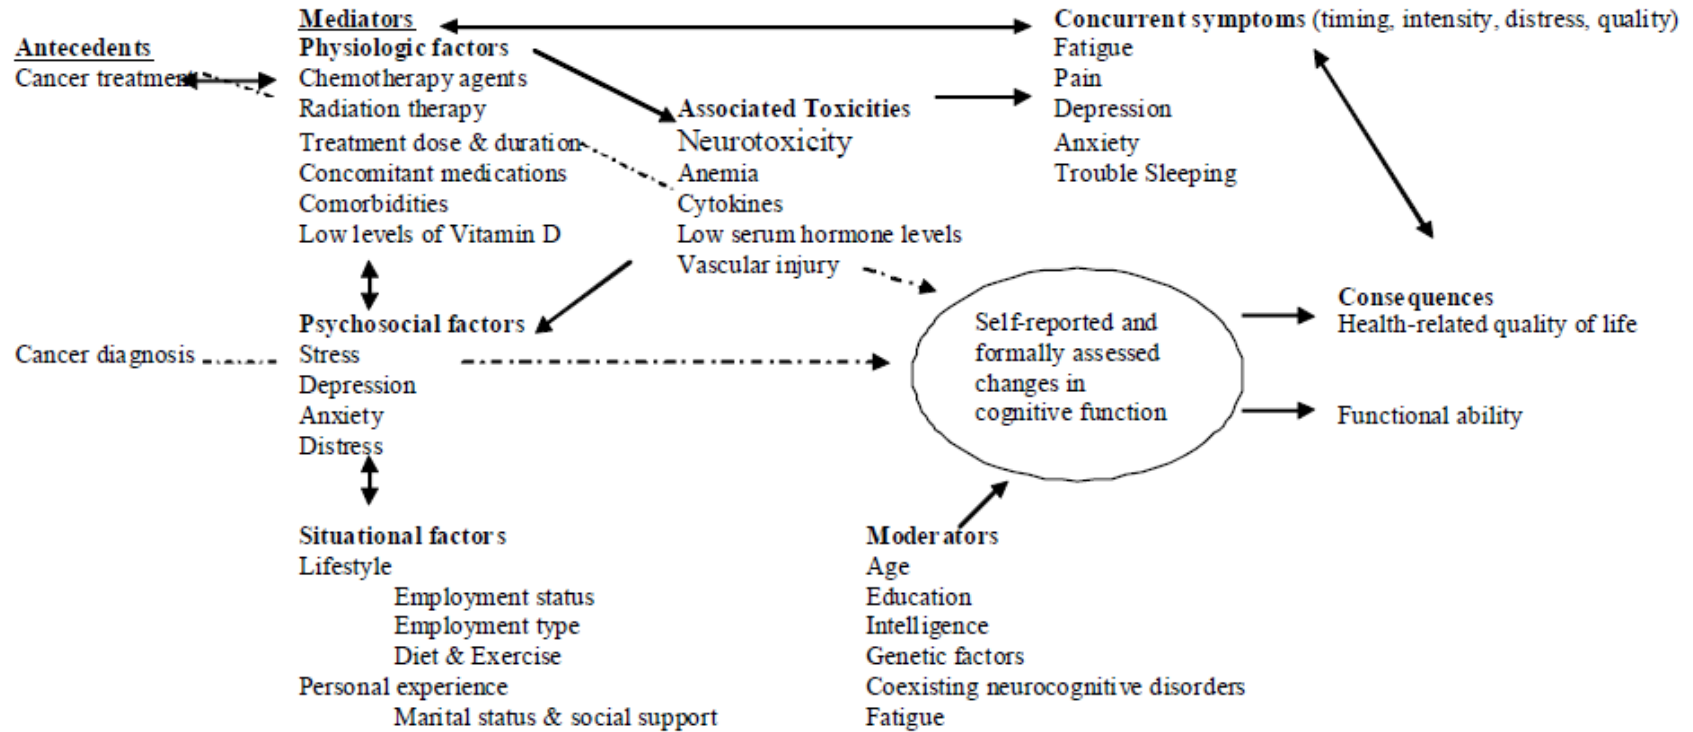 Antecedents
Cancer treatment
Cancer diagnosis
Mediators
Physiologic factors
Chemotherapy agents
Radiation therapy
Treatment dose & duration
Concomitant medications
Comorbidities
Low levels of Vitamin D
Psychosocial factors
Stress
Depression
Anxiety
Distress
Situational factors
Lifestyle
Employment status
Employment type
Diet & Exercise
Personal experience
Marital status & social support
Associated Toxicities
Neurotoxicity
Anemia
Cytokines
Low serum hormone levels
Vascular injury
Concurrent symptoms (timing, intensity, distress, quality)
Fatigue
Pain
Depression
Anxiety
Trouble Sleeping
Self-reported and
formally assessed
changes in
cognitive function
Moderators
Age
Education
Intelligence
Genetic factors
Coexisting neurocognitive disorders
Fatigue
Consequences
Health-related quality of life
Functional ability